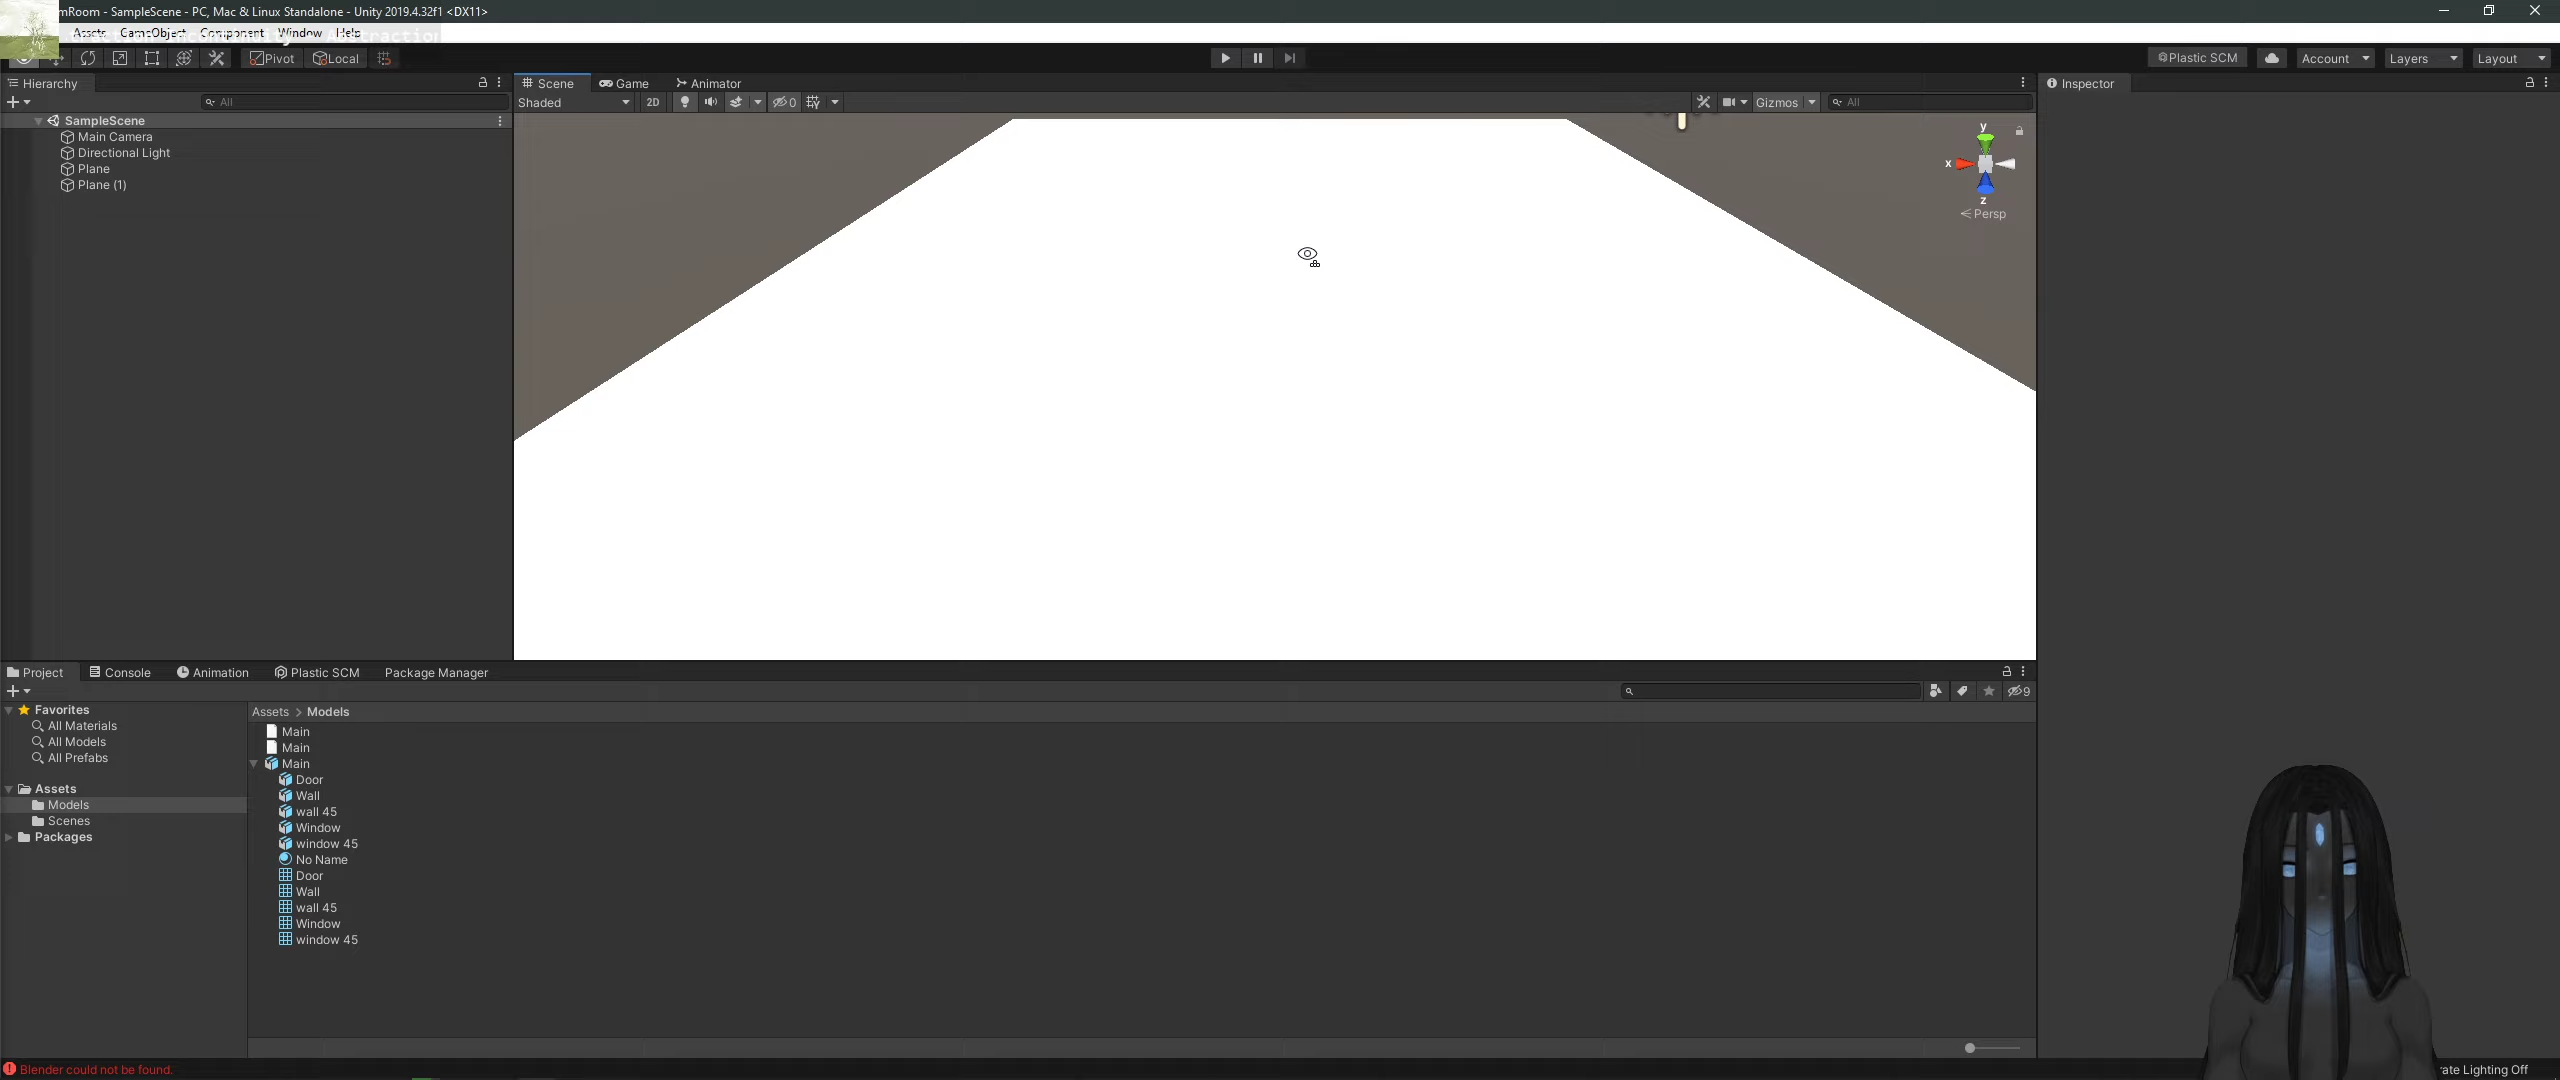 mRoom - SampleScene - PC, Mac & Linux Standalone - Unity 2019.4.32f1 <DX11>
Assets GameObject Component Window Help
Pivot Local Plastic SCM Account Layers Layout
Hierarchy Scene Game Animator Inspector
All Shaded 2D 0 Gizmos All
SampleScene
Main Camera
Directional Light
Plane
Plane (1)
y
x
z
Persp
Project Console Animation Plastic SCM Package Manager
9
Favorites
All Materials
All Models
All Prefabs
Assets
Models
Scenes
Packages
Assets > Models
Main
Main
Main
Door
Wall
wall 45
Window
window 45
No Name
Door
Wall
wall 45
Window
window 45
Blender could not be found.
rate Lighting Off